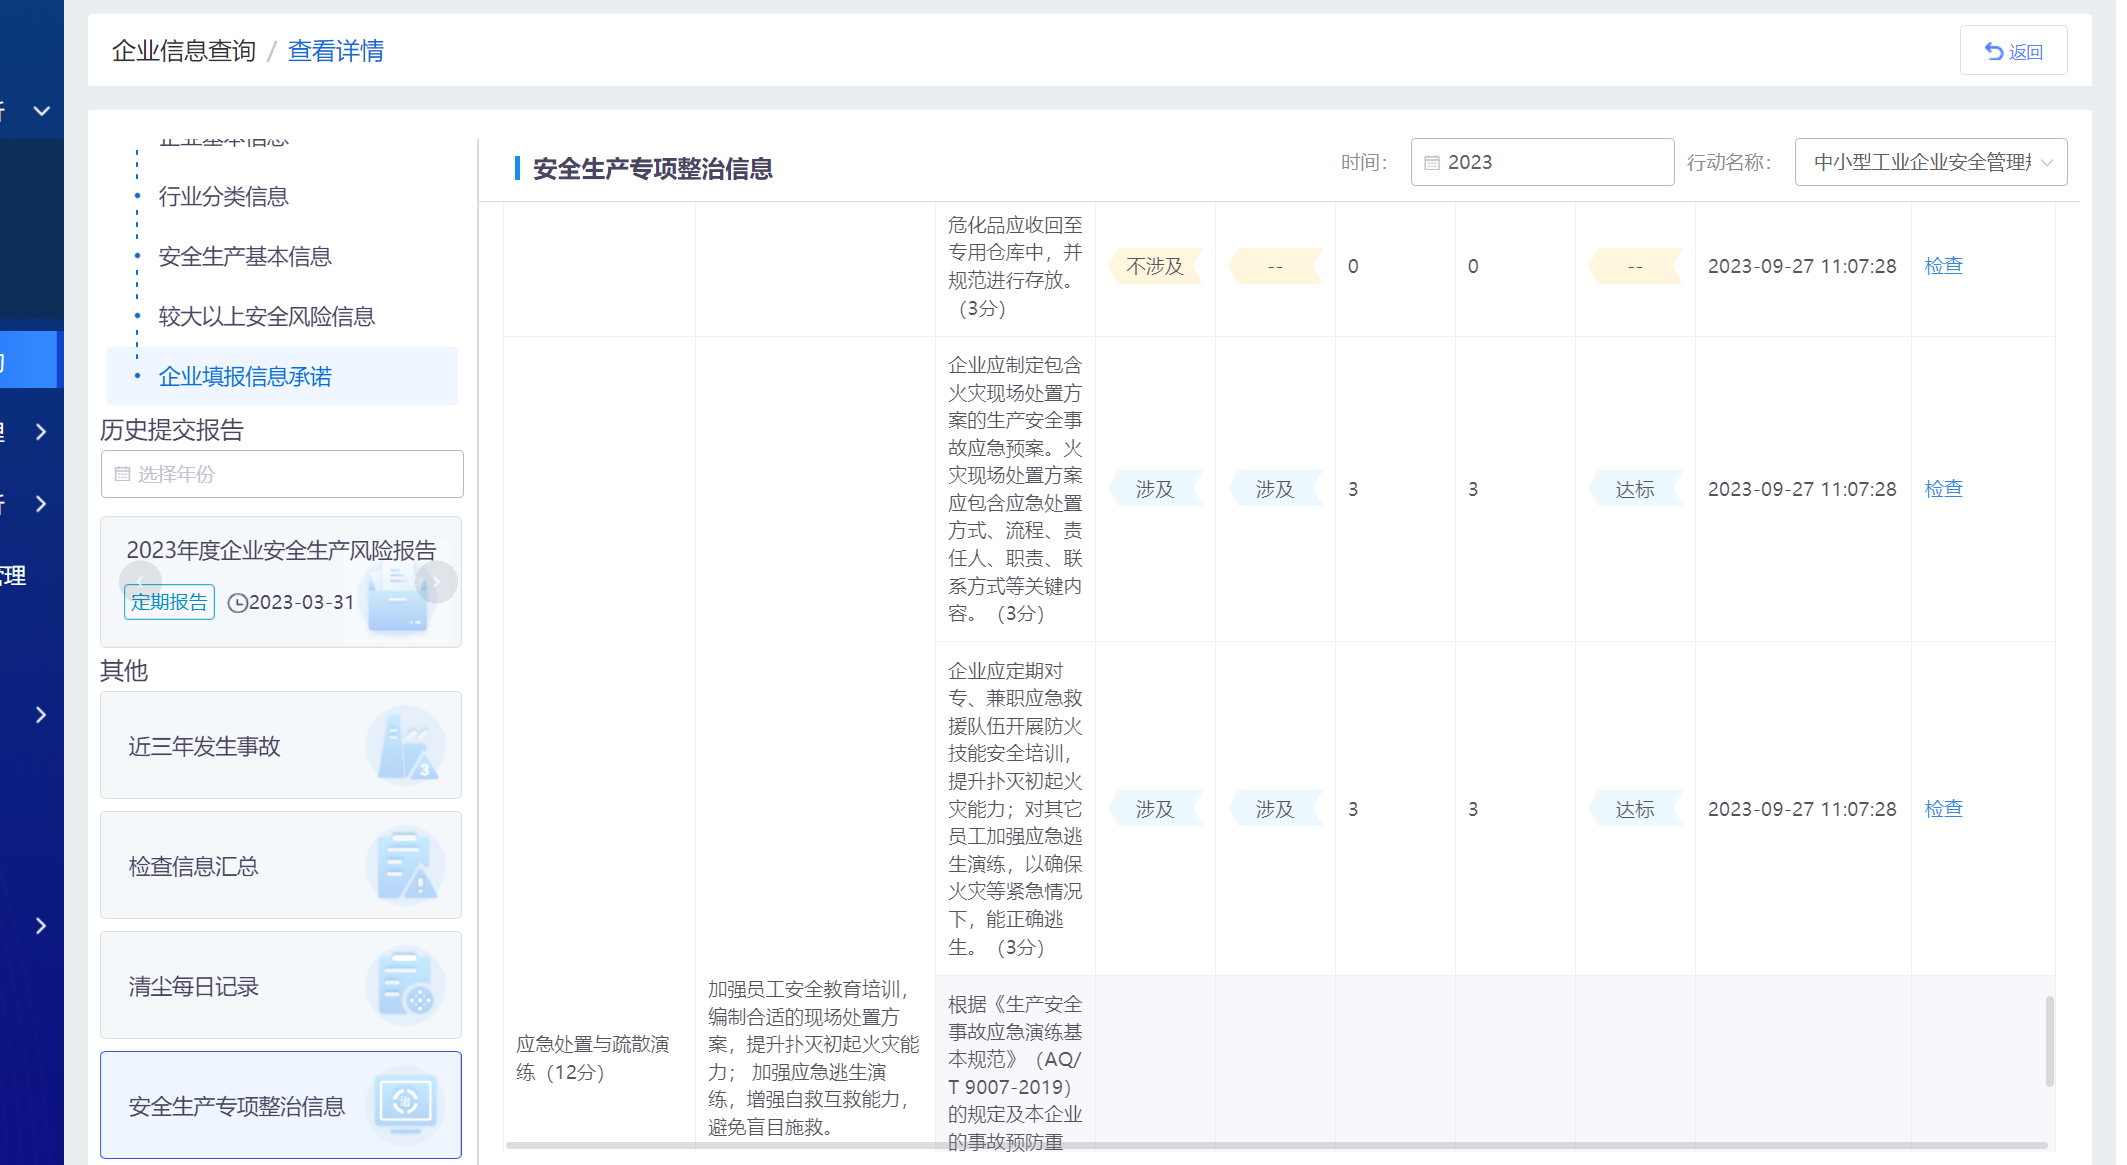 企业信息查询 / 查看详情
返回
理
企业基本信息
行业分类信息
安全生产基本信息
较大以上安全风险信息
企业填报信息承诺
历史提交报告
选择年份
2023年度企业安全生产风险报告
定期报告
2023-03-31
其他
近三年发生事故
3
检查信息汇总
清尘每日记录
安全生产专项整治信息
治
安全生产专项整治信息
时间：
2023
行动名称：
中小型工业企业安全管理
危化品应收回至
专用仓库中，并
规范进行存放。
（3分）
不涉及
--
0
0
--
2023-09-27 11:07:28
检查
企业应制定包含
火灾现场处置方
案的生产安全事
故应急预案。火
灾现场处置方案
应包含应急处置
方式、流程、责
任人、职责、联
系方式等关键内
容。（3分）
涉及
涉及
3
3
达标
2023-09-27 11:07:28
检查
企业应定期对
专、兼职应急救
援队伍开展防火
技能安全培训，
提升扑灭初起火
灾能力；对其它
员工加强应急逃
生演练，以确保
火灾等紧急情况
下，能正确逃
生。（3分）
涉及
涉及
3
3
达标
2023-09-27 11:07:28
检查
应急处置与疏散演
练（12分）
加强员工安全教育培训，
编制合适的现场处置方
案，提升扑灭初起火灾能
力； 加强应急逃生演
练，增强自救互救能力，
避免盲目施救。
根据《生产安全
事故应急演练基
本规范》（AQ/
T 9007-2019）
的规定及本企业
的事故预防重